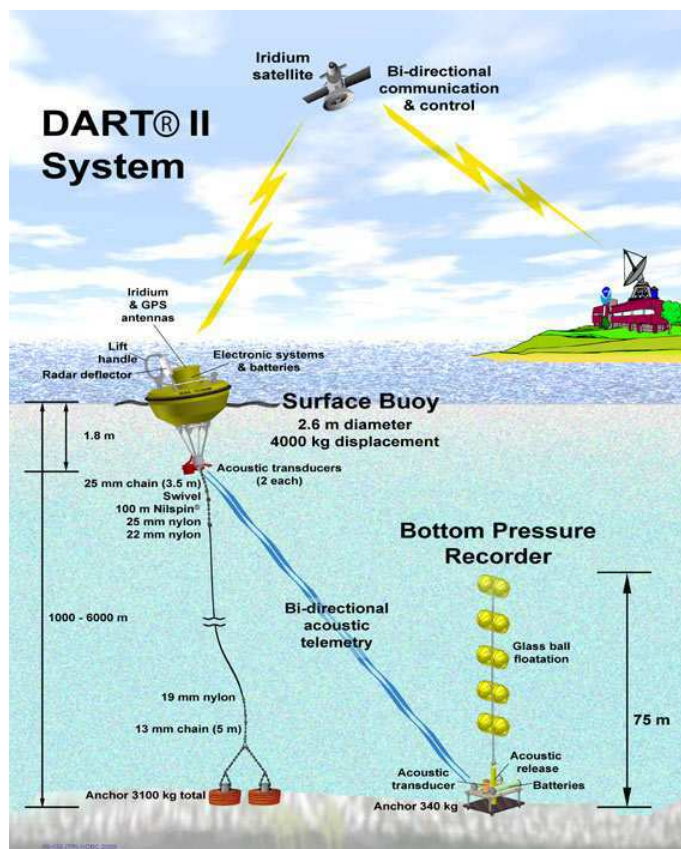 Iridium
satellite
Bi-directional
communication
& control
DART® II
System
Iridium
& GPS
antennas
Lift
handle
Radar deflector
Electronic systems
& batteries
Surface Buoy
2.6 m diameter
4000 kg displacement
1.8 m
Acoustic transducers
(2 each)
25 mm chain (3.5 m)
Swivel
100 m Nilspin®
25 mm nylon
22 mm nylon
Bottom Pressure
Recorder
Bi-directional
acoustic
telemetry
1000 - 6000 m
Glass ball
floatation
75 m
19 mm nylon
13 mm chain (5 m)
Acoustic
release
Acoustic
transducer
Batteries
Anchor 3100 kg total
Anchor 340 kg